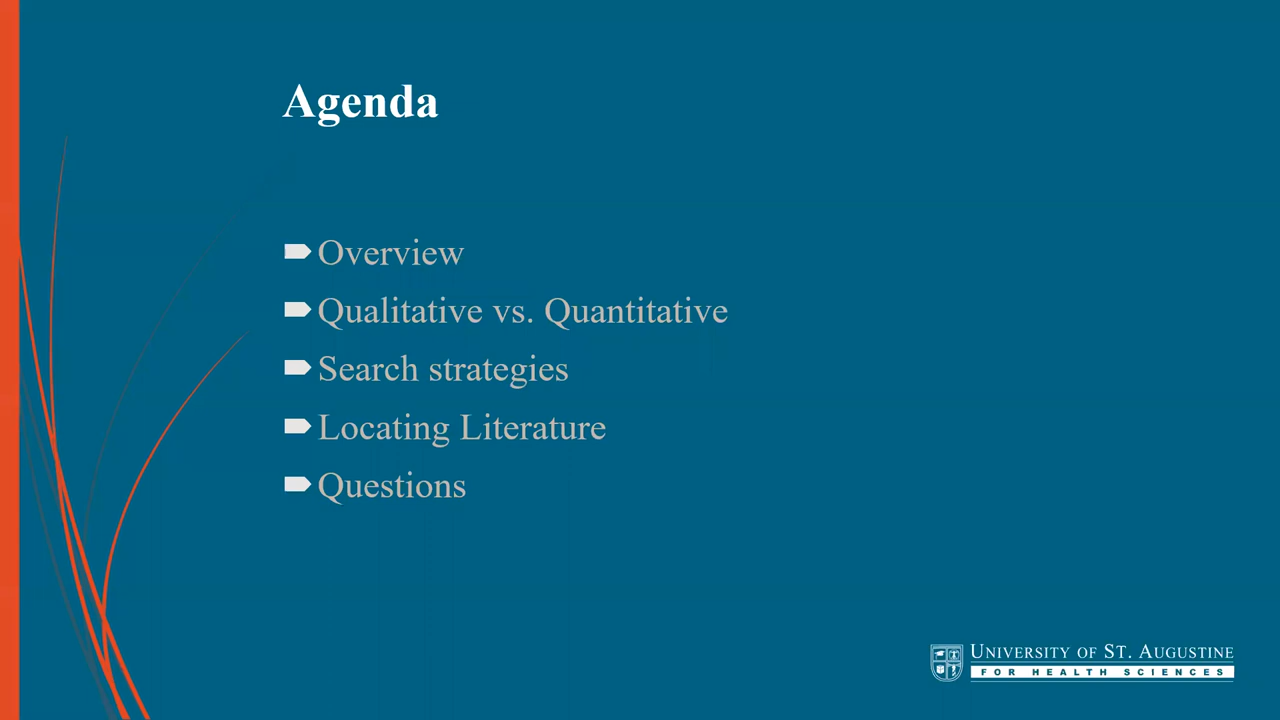 Agenda
Overview
Qualitative vs. Quantitative
Search strategies
Locating Literature
Questions
UNIVERSITY OF ST. AUGUSTINE
FOR HEALTH SCIENCES